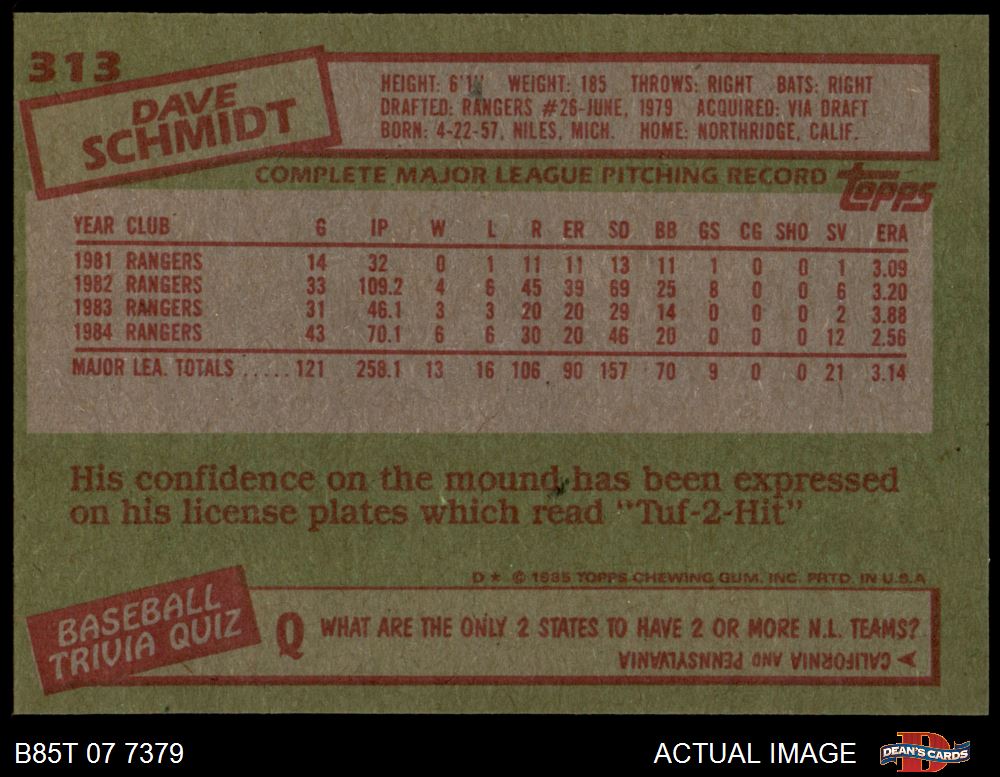 313
DAVE
SCHMIDT
HEIGHT: 6'1" WEIGHT: 185 THROWS: RIGHT BATS: RIGHT
DRAFTED: RANGERS #26-JUNE, 1979 ACQUIRED: VIA DRAFT
BORN: 4-22-57, NILES, MICH. HOME: NORTHRIDGE, CALIF.
COMPLETE MAJOR LEAGUE PITCHING RECORD topps
YEAR CLUB G IP W L R ER SO BB GS CG SHO SV ERA
1981 RANGERS 14 32 0 1 11 11 13 11 1 0 0 1 3.09
1982 RANGERS 33 109.2 4 6 45 39 69 25 8 0 0 6 3.20
1983 RANGERS 31 46.1 3 3 20 20 29 14 0 0 0 2 3.88
1984 RANGERS 43 70.1 6 6 30 20 46 20 0 0 0 12 2.56
MAJOR LEA. TOTALS ..... 121 258.1 13 16 106 90 157 70 9 0 0 21 3.14
His confidence on the mound has been expressed
on his license plates which read "Tuf-2-Hit"
D* © 1985 TOPPS CHEWING GUM, INC. PRTD. IN U.S.A
BASEBALL
TRIVIA QUIZ
Q WHAT ARE THE ONLY 2 STATES TO HAVE 2 OR MORE N.L. TEAMS?
CALIFORNIA AND PENNSYLVANIA
B85T 07 7379 ACTUAL IMAGE DEAN'S CARDS